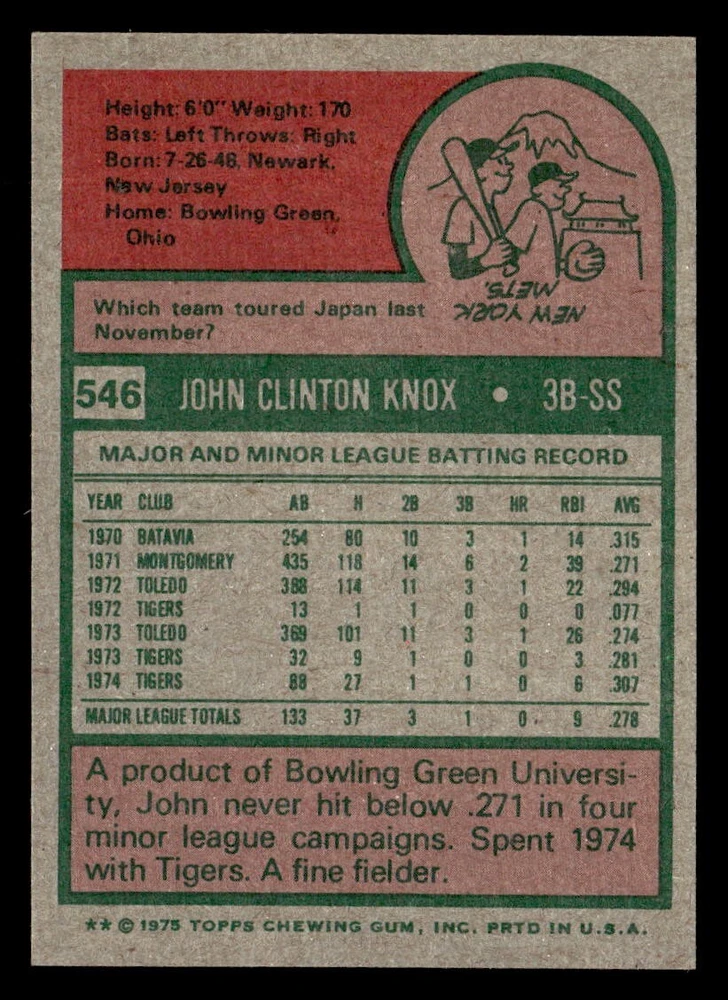 Height: 6'0" Weight: 170
Bats: Left Throws: Right
Born: 7-26-48, Newark,
New Jersey
Home: Bowling Green,
Ohio
Which team toured Japan last
November?
NEW YORK
METS.
546 JOHN CLINTON KNOX • 3B-SS
MAJOR AND MINOR LEAGUE BATTING RECORD
YEAR CLUB AB H 2B 3B HR RBI AVG
1970 BATAVIA 254 80 10 3 1 14 .315
1971 MONTGOMERY 435 118 14 6 2 39 .271
1972 TOLEDO 388 114 11 3 1 22 .294
1972 TIGERS 13 1 1 0 0 0 .077
1973 TOLEDO 369 101 11 3 1 26 .274
1973 TIGERS 32 9 1 0 0 3 .281
1974 TIGERS 88 27 1 1 0 6 .307
MAJOR LEAGUE TOTALS 133 37 3 1 0 9 .278
A product of Bowling Green Universi-
ty, John never hit below .271 in four
minor league campaigns. Spent 1974
with Tigers. A fine fielder.
** © 1975 TOPPS CHEWING GUM, INC. PRTD IN U.S.A.